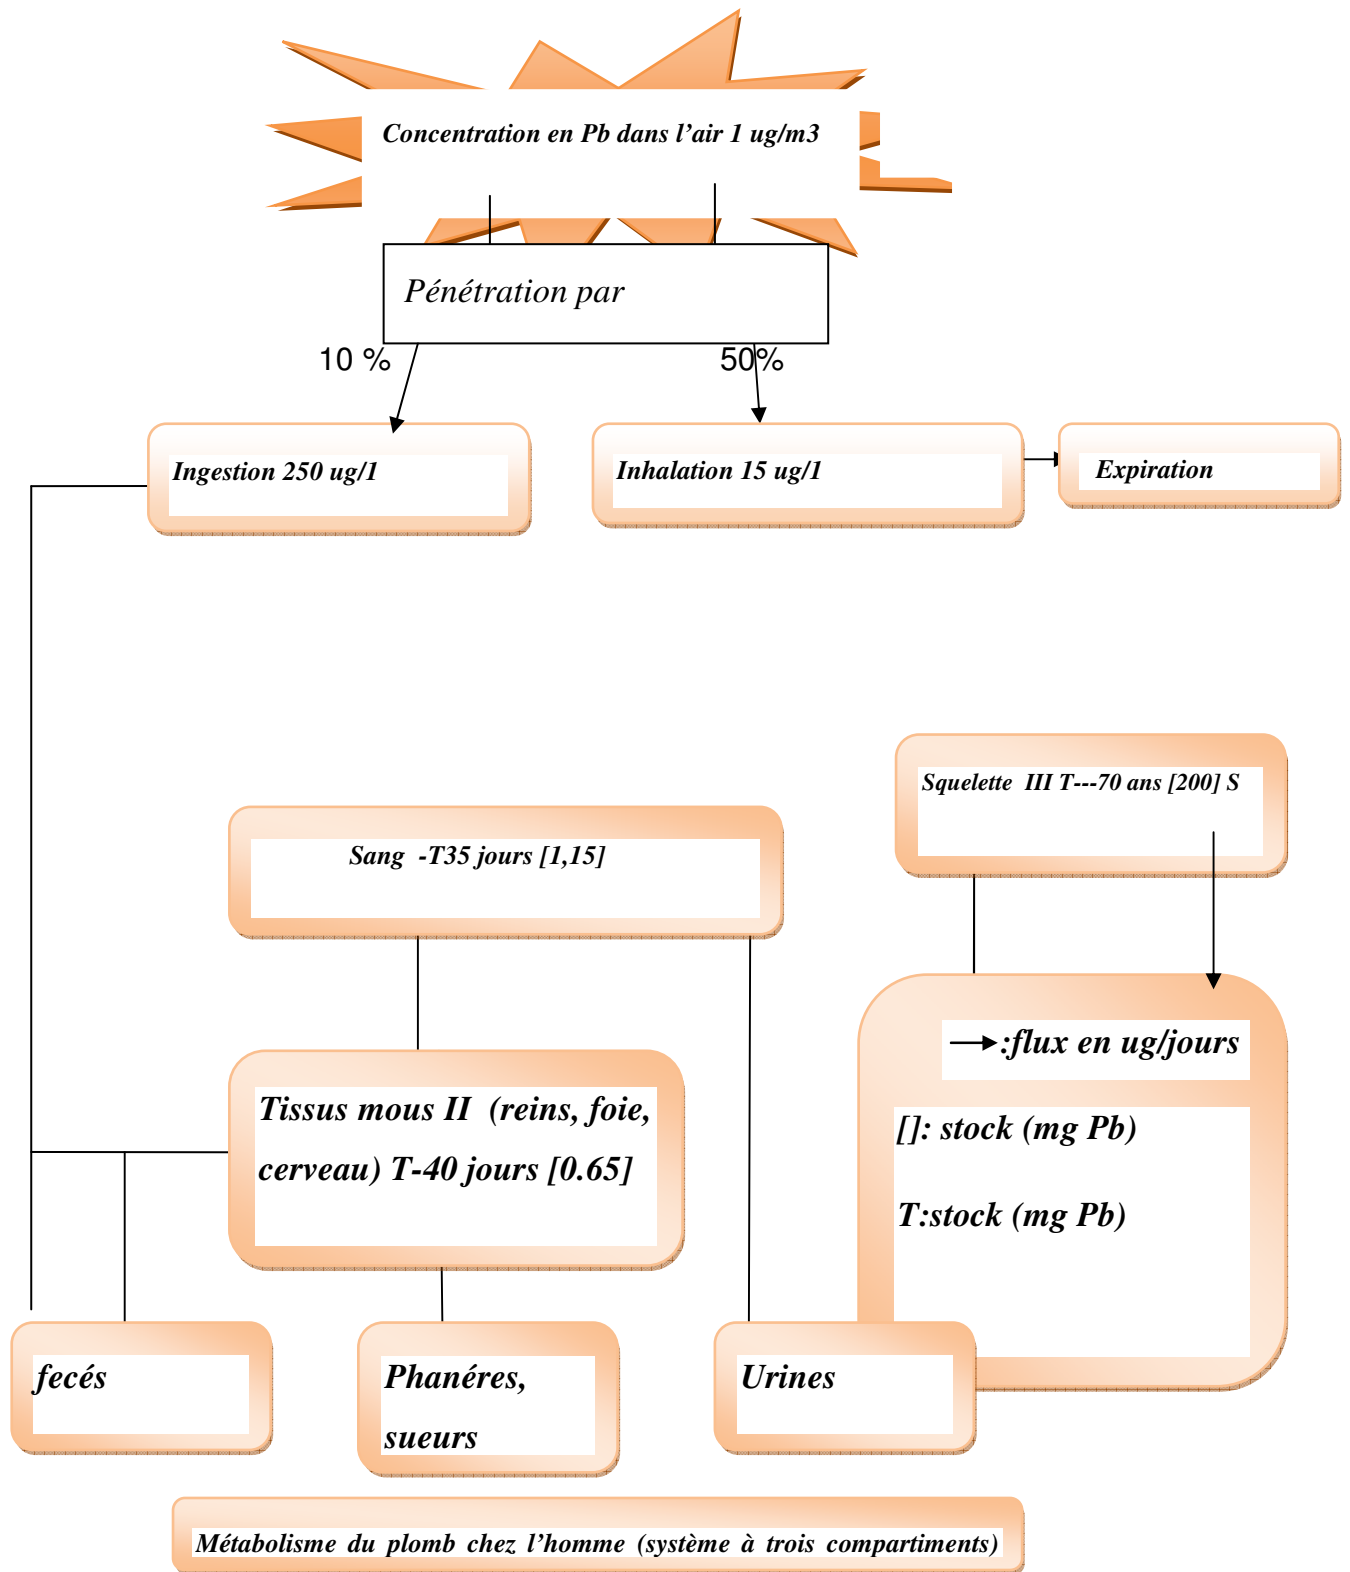 Concentration en Pb dans l’air 1 ug/m3
Pénétration par
10 %
50%
Ingestion 250 ug/1
Inhalation 15 ug/1
Expiration
Squelette III T---70 ans [200] S
Sang -T35 jours [1,15]
:flux en ug/jours
Tissus mous II (reins, foie,
cerveau) T-40 jours [0.65]
[]: stock (mg Pb)
T:stock (mg Pb)
fecés
Phanéres,
sueurs
Urines
Métabolisme du plomb chez l’homme (système à trois compartiments)